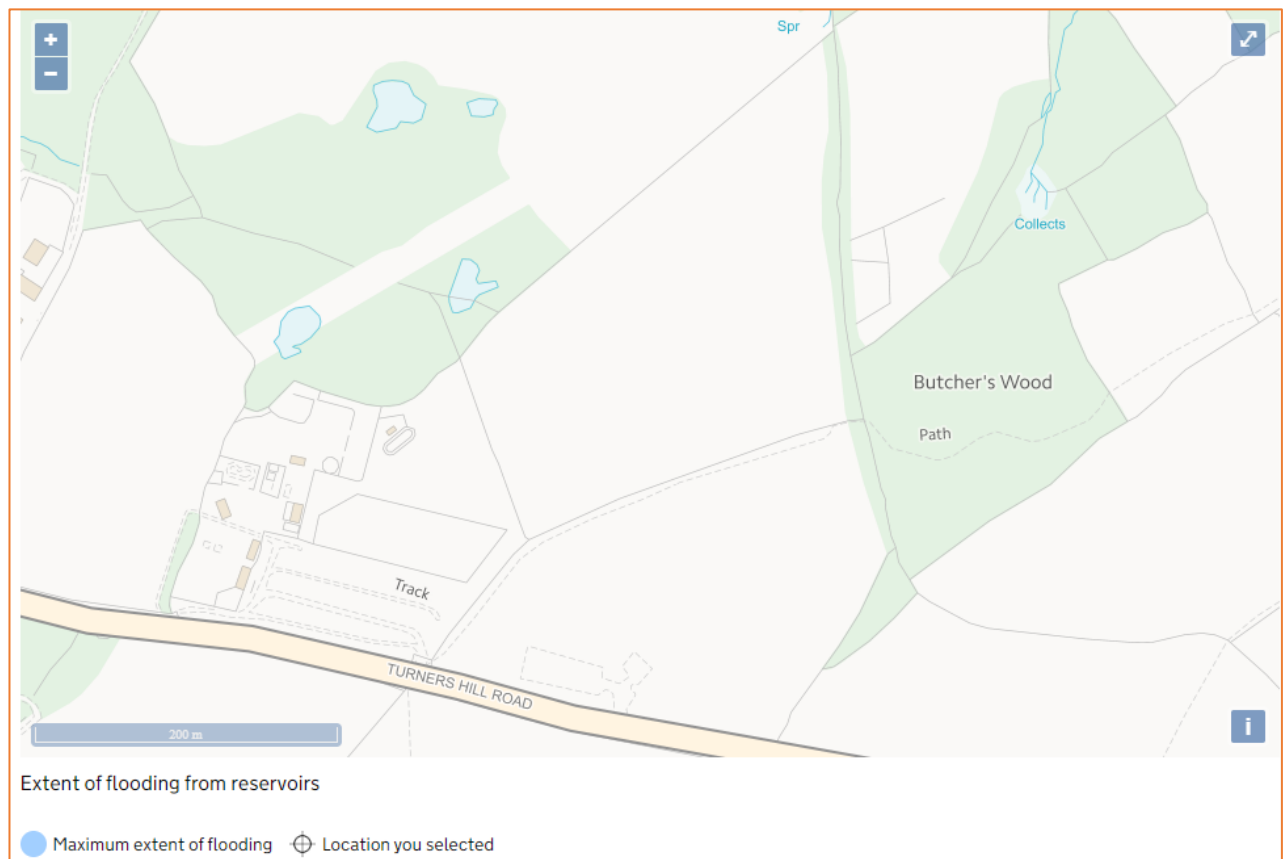 +
Spr
−
Collects
Butcher's Wood
Path
Track
TURNERS HILL ROAD
200 m
i
Extent of flooding from reservoirs
Maximum extent of flooding Location you selected